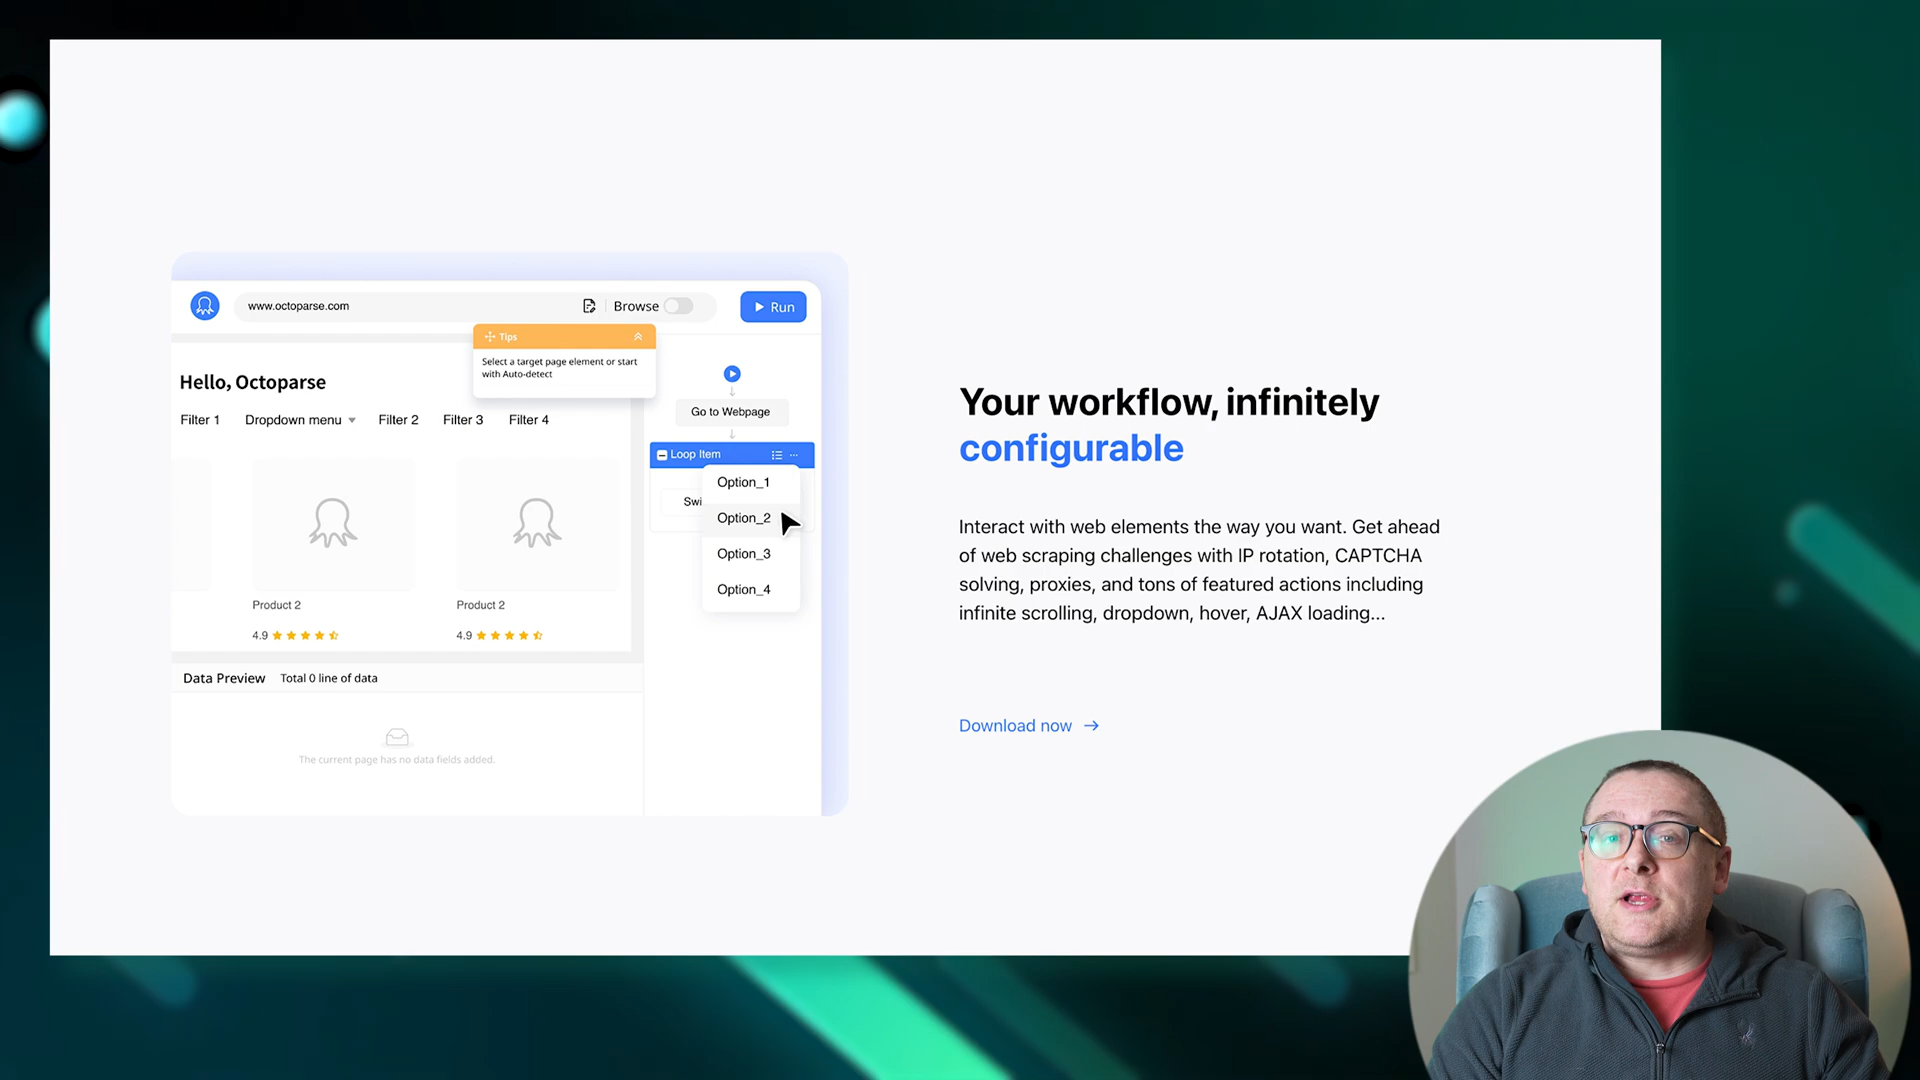 www.octoparse.com
Browse
Run
Tips
Select a target page element or start
with Auto-detect
Hello, Octoparse
Filter 1
Dropdown menu
Filter 2
Filter 3
Filter 4
Go to Webpage
Loop Item
Swi
Option_1
Option_2
Option_3
Option_4
Product 2
4.9
Product 2
4.9
Data Preview
Total 0 line of data
The current page has no data fields added.
Your workflow, infinitely
configurable
Interact with web elements the way you want. Get ahead
of web scraping challenges with IP rotation, CAPTCHA
solving, proxies, and tons of featured actions including
infinite scrolling, dropdown, hover, AJAX loading...
Download now